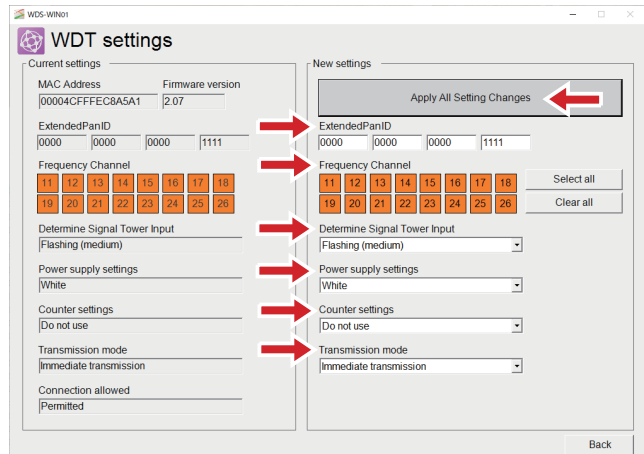 WDS-WIN01
WDT settings
Current settings
MAC Address Firmware version
00004CFFFEC8A5A1 2.07
ExtendedPanID
0000 0000 0000 1111
Frequency Channel
11 12 13 14 15 16 17 18
19 20 21 22 23 24 25 26
Determine Signal Tower Input
Flashing (medium)
Power supply settings
White
Counter settings
Do not use
Transmission mode
Immediate transmission
Connection allowed
Permitted
New settings
Apply All Setting Changes
ExtendedPanID
0000 0000 0000 1111
Frequency Channel
11 12 13 14 15 16 17 18 Select all
19 20 21 22 23 24 25 26 Clear all
Determine Signal Tower Input
Flashing (medium)
Power supply settings
White
Counter settings
Do not use
Transmission mode
Immediate transmission
Back